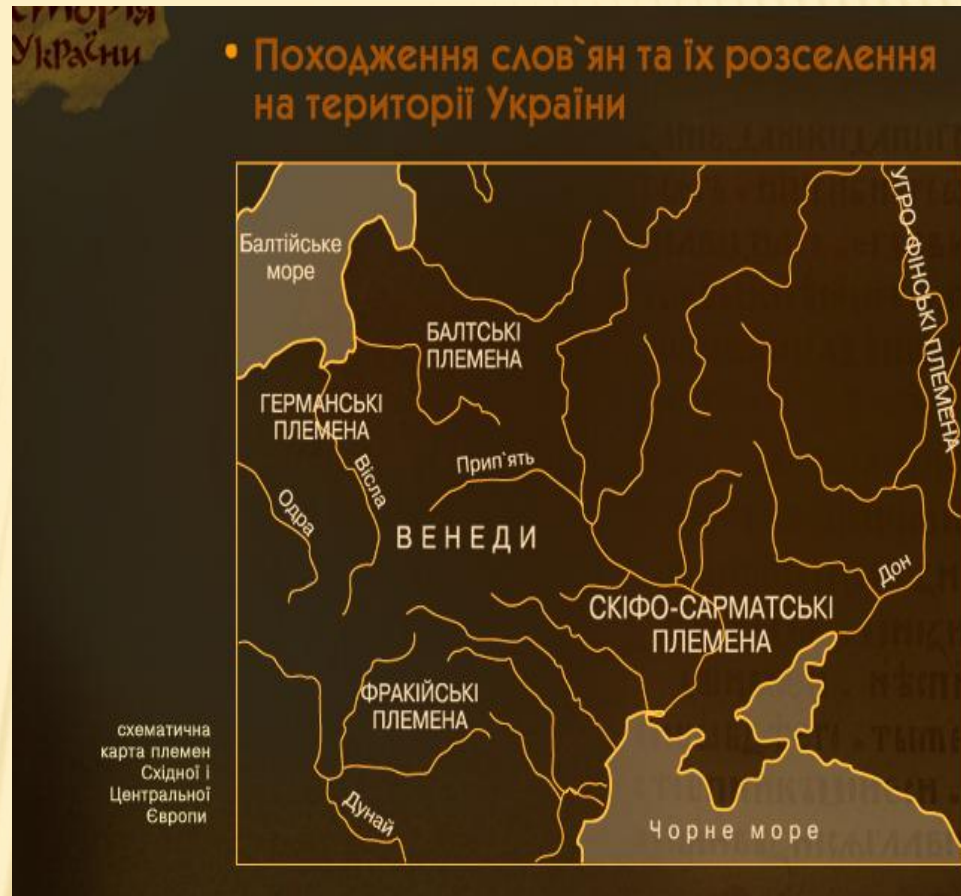 Історія
України
• Походження слов`ян та їх розселення
на території України
Балтійське
море
УГРО-ФІНСЬКІ ПЛЕМЕНА
БАЛТСЬКІ
ПЛЕМЕНА
ГЕРМАНСЬКІ
ПЛЕМЕНА
Вісла
Прип`ять
Одра
ВЕНЕДИ
Дон
СКІФО-САРМАТСЬКІ
ПЛЕМЕНА
ФРАКІЙСЬКІ
ПЛЕМЕНА
схематична
карта племен
Східної і
Центральної
Європи
Дунай
Чорне море